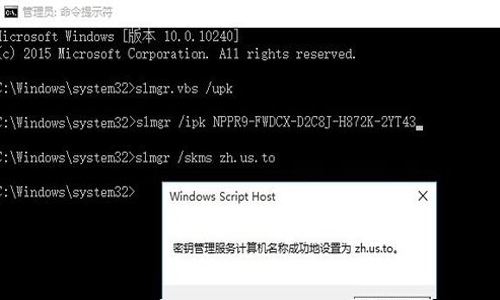 管理员: 命令提示符
Microsoft Windows [版本 10.0.10240]
(c) 2015 Microsoft Corporation. All rights reserved.
C:\Windows\system32>slmgr.vbs /upk
C:\Windows\system32>slmgr /ipk NPPR9-FWDCX-D2C8J-H872K-2YT43
C:\Windows\system32>slmgr /skms zh.us.to
C:\Windows\system32>
Windows Script Host
密钥管理服务计算机名称成功地设置为 zh.us.to。